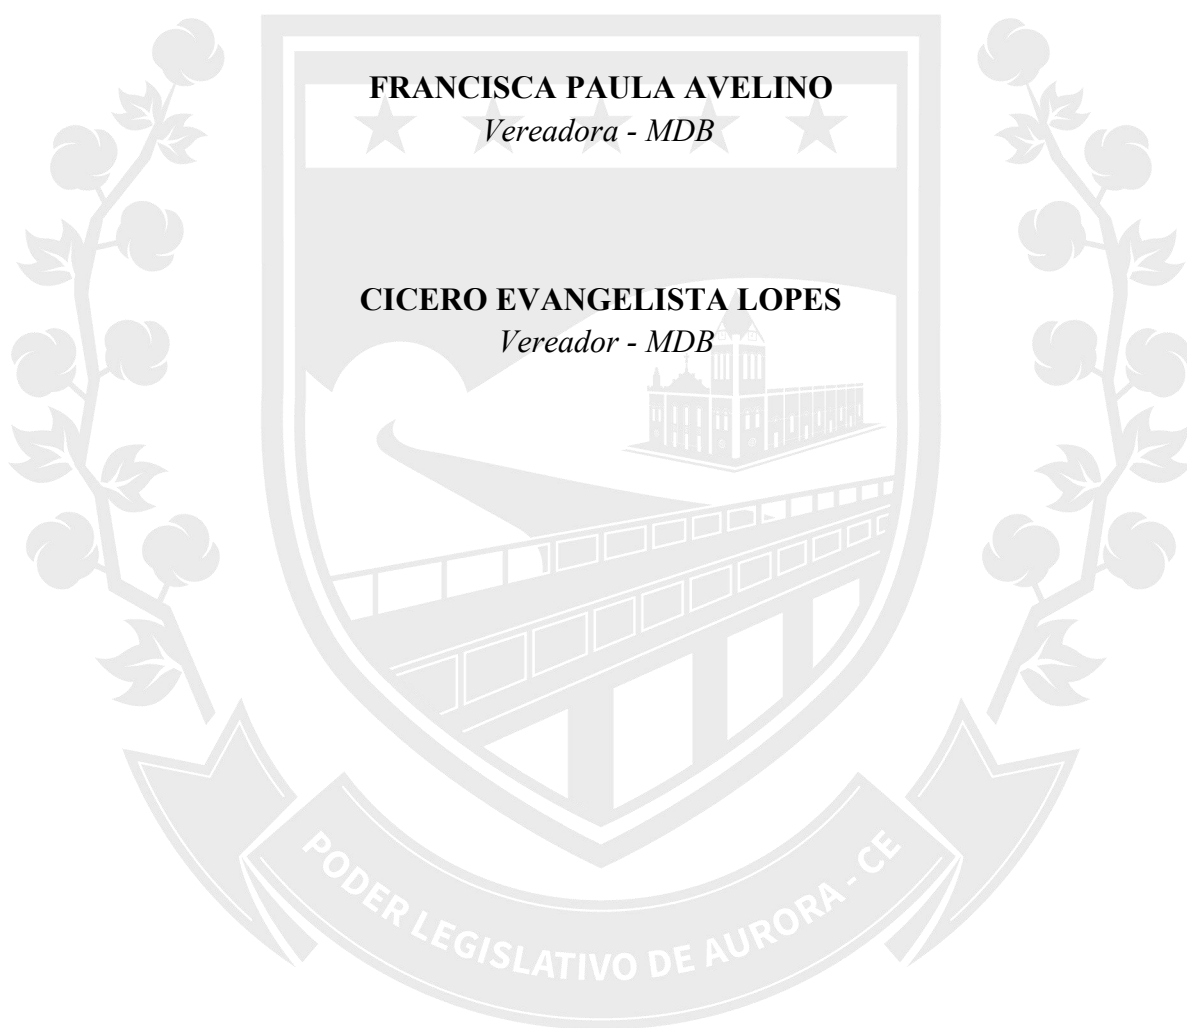 FRANCISCA PAULA AVELINO
Vereadora - MDB
CICERO EVANGELISTA LOPES
Vereador - MDB
PODER LEGISLATIVO DE AURORA - CE